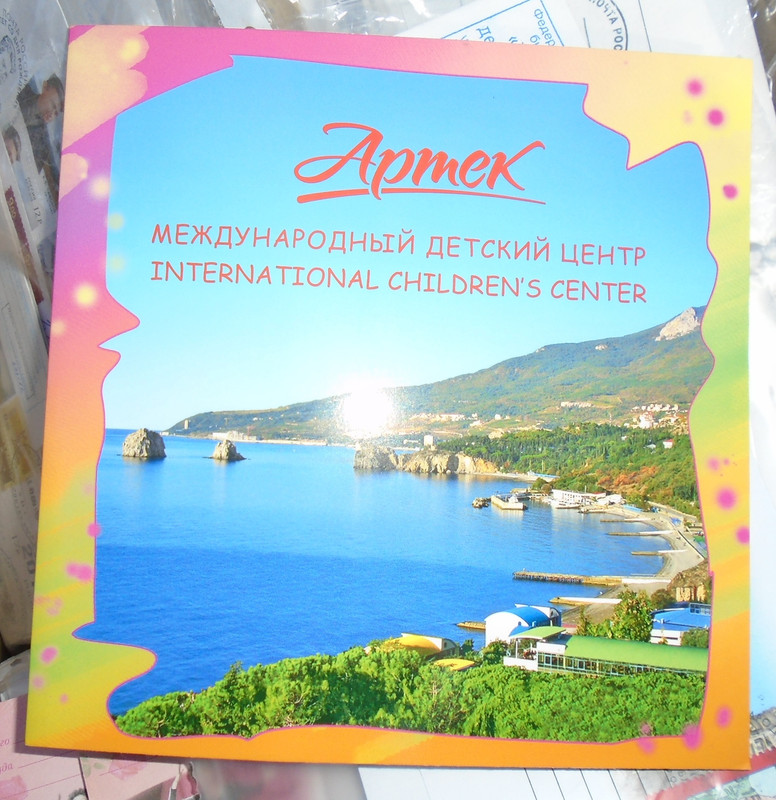 Артек
МЕЖДУНАРОДНЫЙ ДЕТСКИЙ ЦЕНТР
INTERNATIONAL CHILDREN'S CENTER